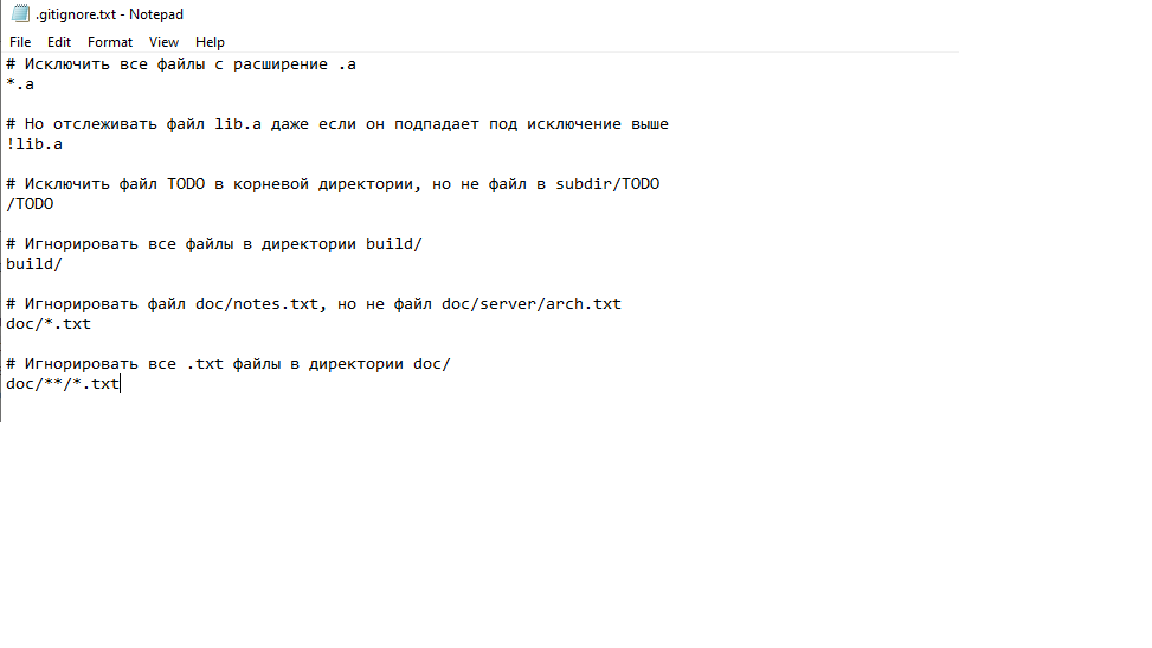 .gitignore.txt - Notepad
File Edit Format View Help
# Исключить все файлы с расширение .a
*.a
# Но отслеживать файл lib.a даже если он подпадает под исключение выше
!lib.a
# Исключить файл TODO в корневой директории, но не файл в subdir/TODO
/TODO
# Игнорировать все файлы в директории build/
build/
# Игнорировать файл doc/notes.txt, но не файл doc/server/arch.txt
doc/*.txt
# Игнорировать все .txt файлы в директории doc/
doc/**/*.txt